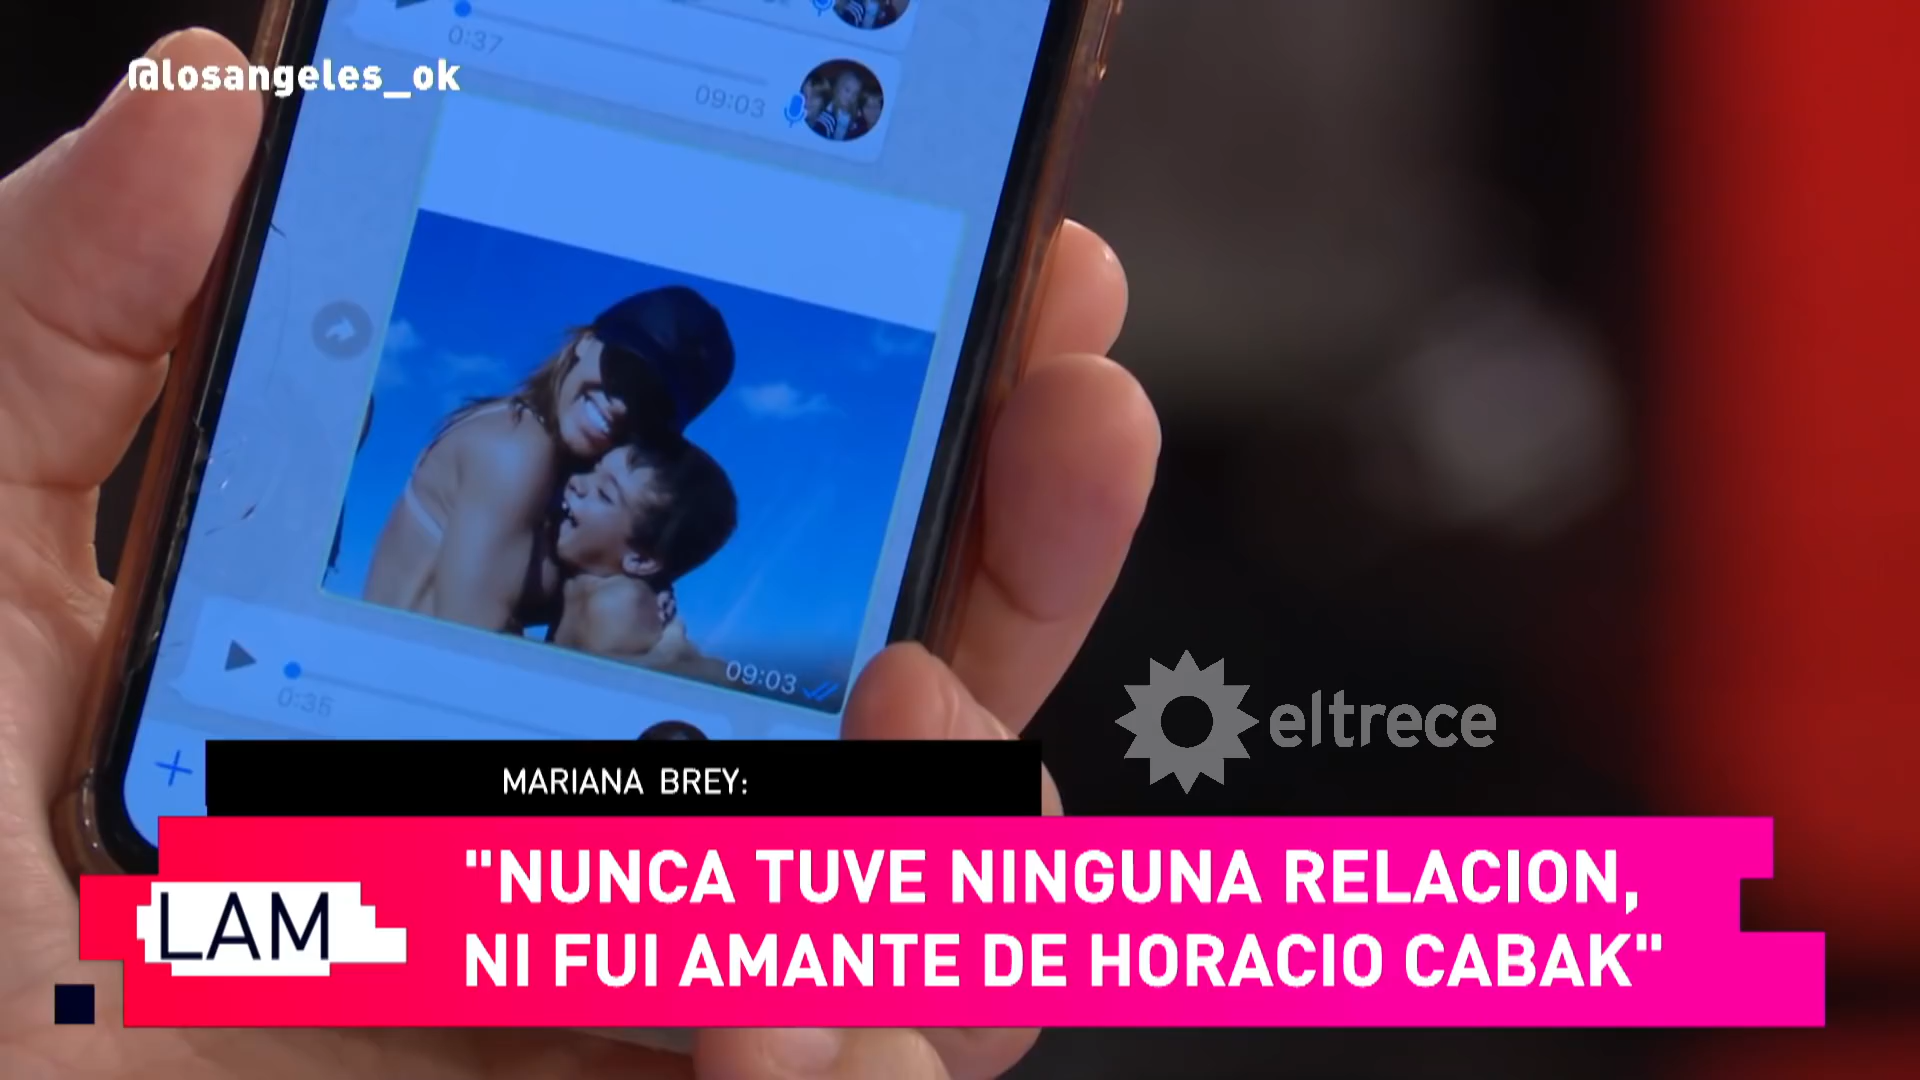 0:37
@losangeles_ok
09:03
09:03
0:35
eltrece
MARIANA BREY:
"NUNCA TUVE NINGUNA RELACION,
LAM
NI FUI AMANTE DE HORACIO CABAK"